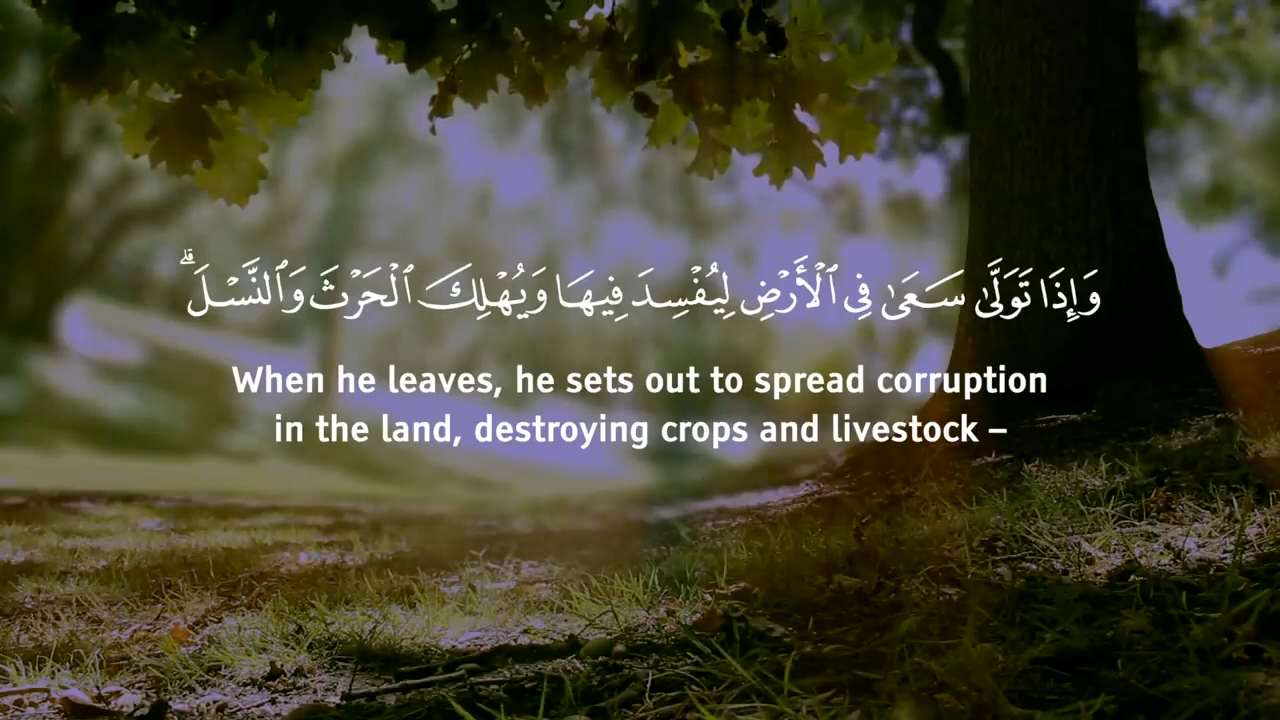 وَإِذَا تَوَلَّىٰ سَعَىٰ فِي ٱلْأَرْضِ لِيُفْسِدَ فِيهَا وَيُهْلِكَ ٱلْحَرْثَ وَٱلنَّسْلَ ۗ
When he leaves, he sets out to spread corruption
in the land, destroying crops and livestock –